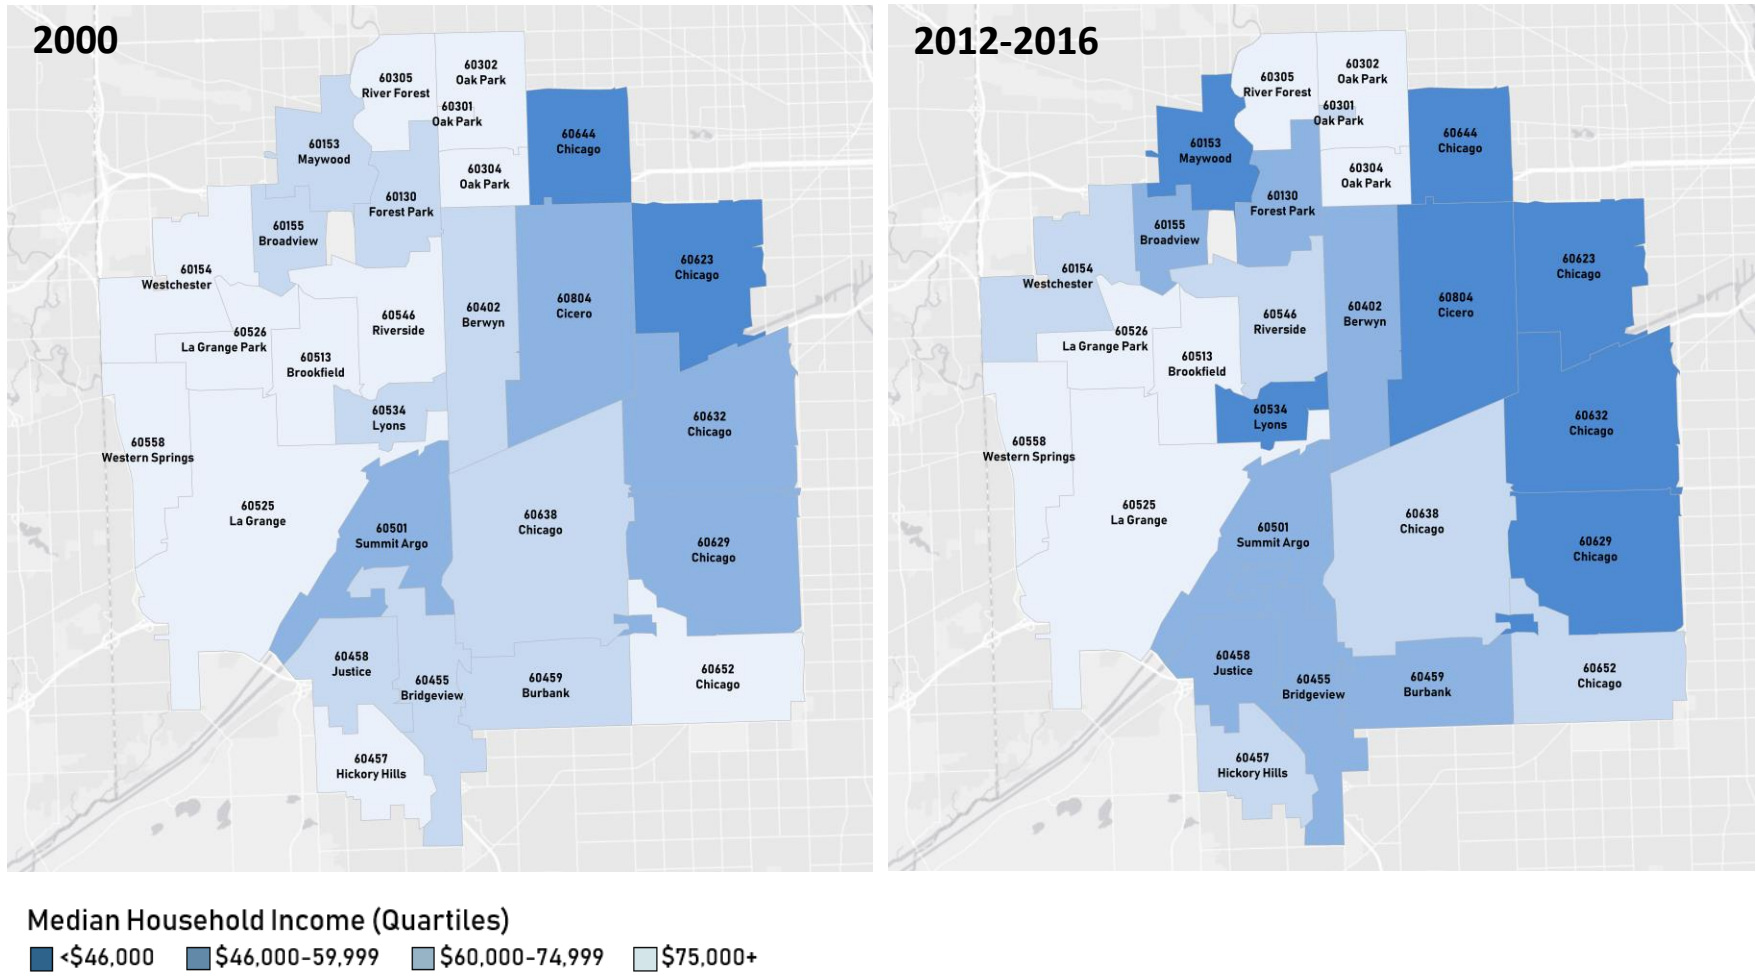 2000
60302
Oak Park
60305
River Forest
60301
Oak Park
60644
Chicago
60153
Maywood
60304
Oak Park
60130
Forest Park
60155
Broadview
60154
Westchester
60623
Chicago
60402
Berwyn
60804
Cicero
60546
Riverside
60526
La Grange Park
60513
Brookfield
60534
Lyons
60632
Chicago
60558
Western Springs
60525
La Grange
60501
Summit Argo
60638
Chicago
60629
Chicago
60458
Justice
60455
Bridgeview
60459
Burbank
60652
Chicago
60457
Hickory Hills
2012-2016
60302
Oak Park
60305
River Forest
60301
Oak Park
60644
Chicago
60153
Maywood
60304
Oak Park
60130
Forest Park
60155
Broadview
60154
Westchester
60623
Chicago
60402
Berwyn
60804
Cicero
60546
Riverside
60526
La Grange Park
60513
Brookfield
60534
Lyons
60632
Chicago
60558
Western Springs
60525
La Grange
60501
Summit Argo
60638
Chicago
60629
Chicago
60458
Justice
60455
Bridgeview
60459
Burbank
60652
Chicago
60457
Hickory Hills
Median Household Income (Quartiles)
<$46,000 $46,000-59,999 $60,000-74,999 $75,000+